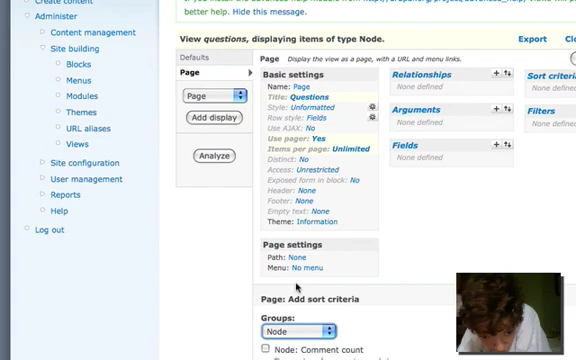 better help. Hide this message.
Create content
Administer
Content management
Site building
Blocks
Menus
Modules
Themes
URL aliases
Views
Site configuration
User management
Reports
Help
Log out
View questions, displaying items of type Node.
Export
Defaults
Page
Page
Add display
Analyze
Page Display the view as a page, with a URL and menu links.
Basic settings
Name: Page
Title: Questions
Style: Unformatted
Row style: Fields
Use AJAX: No
Use pager: Yes
Items per page: Unlimited
Distinct: No
Access: Unrestricted
Exposed form in block: No
Header: None
Footer: None
Empty text: None
Theme: Information
Page settings
Path: None
Menu: No menu
Relationships
None defined
Arguments
None defined
Fields
None defined
Sort criteria
None defined
Filters
None defined
Page: Add sort criteria
Groups:
Node
Node: Comment count